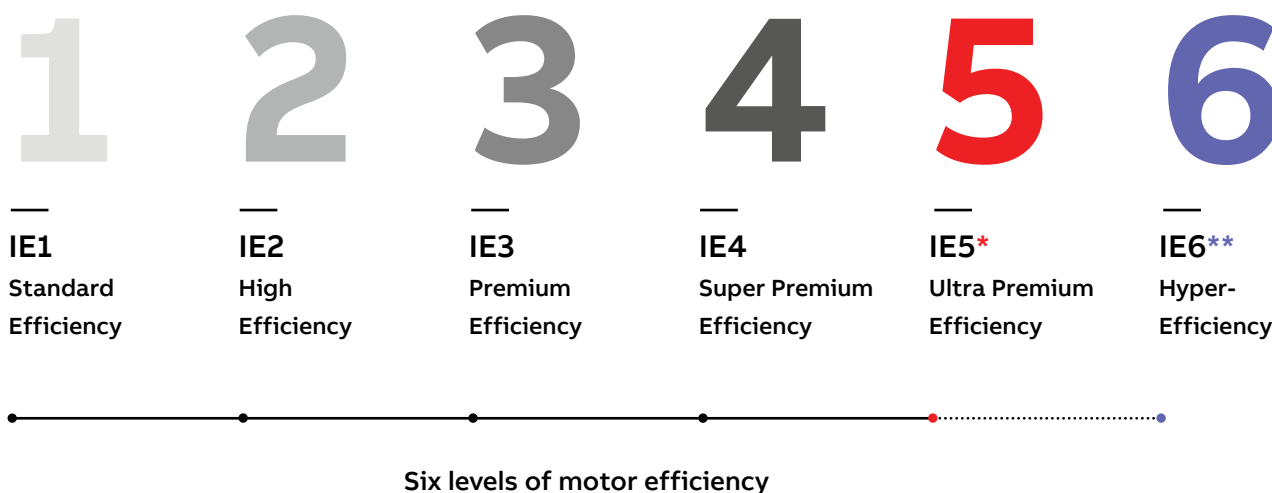 1 2 3 4 5 6
IE1 IE2 IE3 IE4 IE5* IE6**
Standard High Premium Super Premium Ultra Premium Hyper-
Efficiency Efficiency Efficiency Efficiency Efficiency Efficiency
Six levels of motor efficiency